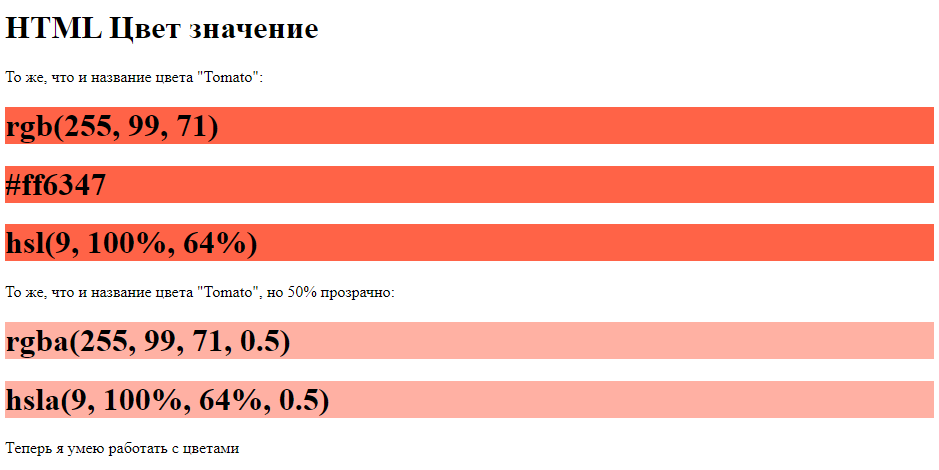 HTML Цвет значение
То же, что и название цвета "Tomato":
rgb(255, 99, 71)
#ff6347
hsl(9, 100%, 64%)
То же, что и название цвета "Tomato", но 50% прозрачно:
rgba(255, 99, 71, 0.5)
hsla(9, 100%, 64%, 0.5)
Теперь я умею работать с цветами